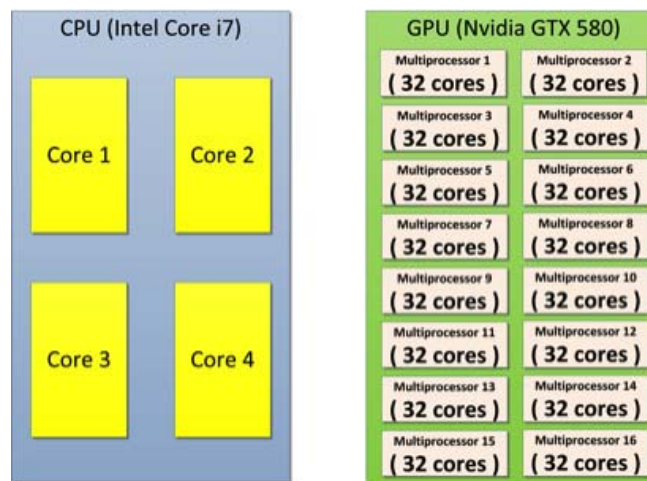 CPU (Intel Core i7)
Core 1
Core 2
Core 3
Core 4
GPU (Nvidia GTX 580)
Multiprocessor 1
( 32 cores )
Multiprocessor 2
( 32 cores )
Multiprocessor 3
( 32 cores )
Multiprocessor 4
( 32 cores )
Multiprocessor 5
( 32 cores )
Multiprocessor 6
( 32 cores )
Multiprocessor 7
( 32 cores )
Multiprocessor 8
( 32 cores )
Multiprocessor 9
( 32 cores )
Multiprocessor 10
( 32 cores )
Multiprocessor 11
( 32 cores )
Multiprocessor 12
( 32 cores )
Multiprocessor 13
( 32 cores )
Multiprocessor 14
( 32 cores )
Multiprocessor 15
( 32 cores )
Multiprocessor 16
( 32 cores )